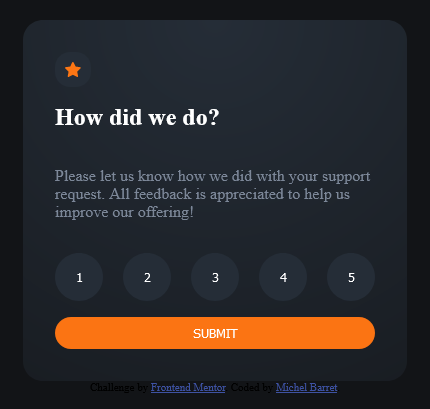 How did we do?
Please let us know how we did with your support
request. All feedback is appreciated to help us
improve our offering!
1 2 3 4 5
SUBMIT
Challenge by Frontend Mentor. Coded by Michel Barret